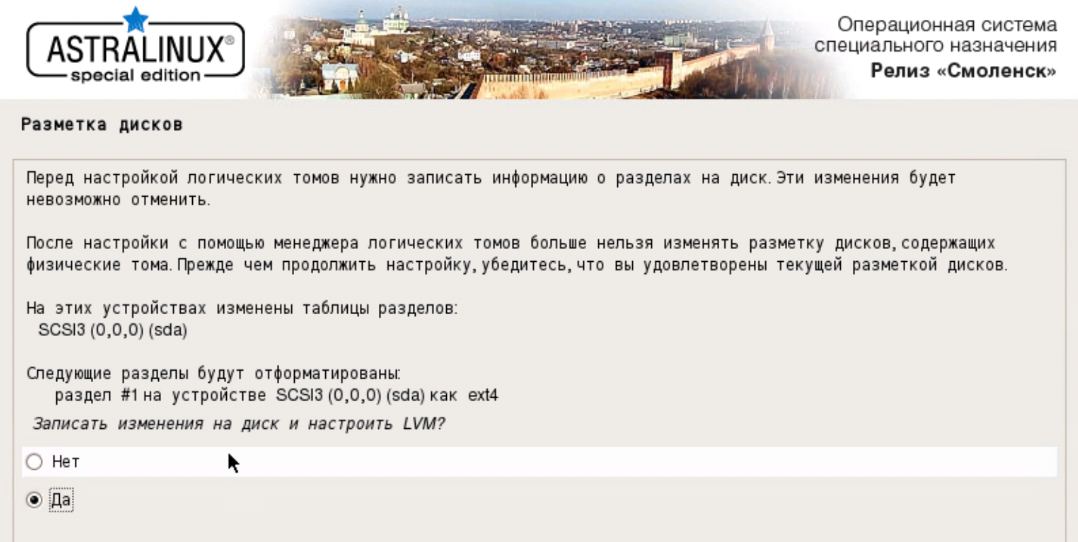 ASTRALINUX®
special edition
Операционная система
специального назначения
Релиз «Смоленск»
Разметка дисков
Перед настройкой логических томов нужно записать информацию о разделах на диск. Эти изменения будет
невозможно отменить.
После настройки с помощью менеджера логических томов больше нельзя изменять разметку дисков, содержащих
физические тома. Прежде чем продолжить настройку, убедитесь, что вы удовлетворены текущей разметкой дисков.
На этих устройствах изменены таблицы разделов:
SCSI3 (0,0,0) (sda)
Следующие разделы будут отформатированы:
раздел #1 на устройстве SCSI3 (0,0,0) (sda) как ext4
Записать изменения на диск и настроить LVM?
Нет
Да